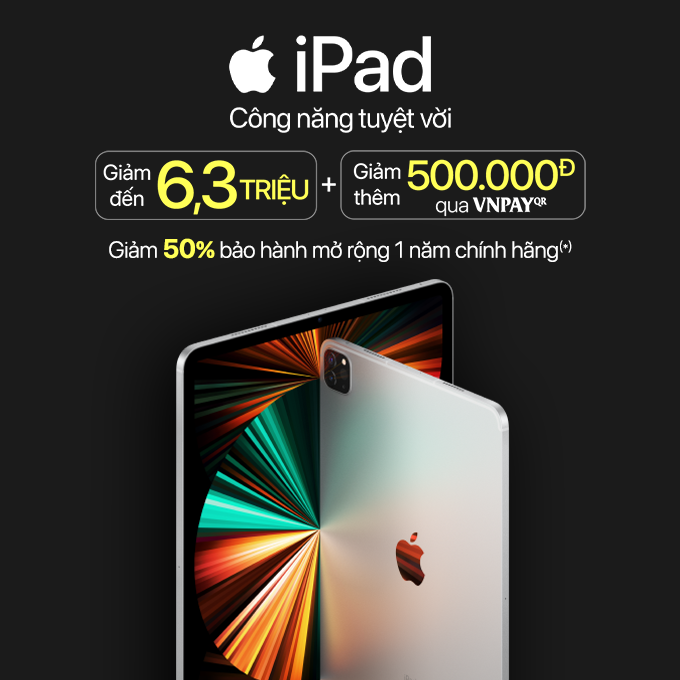 iPad
Công năng tuyệt vời
Giảm đến 6,3 TRIỆU + Giảm thêm 500.000Đ qua VNPAYQR
Giảm 50% bảo hành mở rộng 1 năm chính hãng(*)